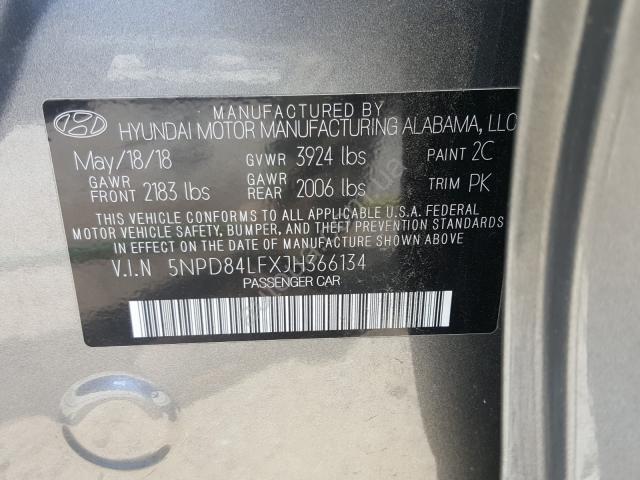 MANUFACTURED BY
HYUNDAI MOTOR MANUFACTURING ALABAMA, LLC
May/18/18 GVWR 3924 lbs PAINT 2C
GAWR FRONT 2183 lbs GAWR REAR 2006 lbs TRIM PK
THIS VEHICLE CONFORMS TO ALL APPLICABLE U.S.A. FEDERAL
MOTOR VEHICLE SAFETY, BUMPER, AND THEFT PREVENTION STANDARDS
IN EFFECT ON THE DATE OF MANUFACTURE SHOWN ABOVE.
V.I.N 5NPD84LFXJH366134
PASSENGER CAR